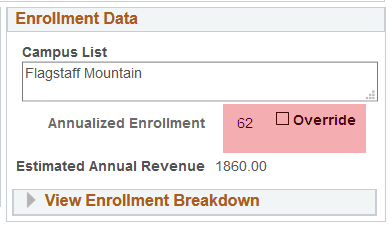 Enrollment Data
Campus List
Flagstaff Mountain
Annualized Enrollment 62 Override
Estimated Annual Revenue 1860.00
View Enrollment Breakdown